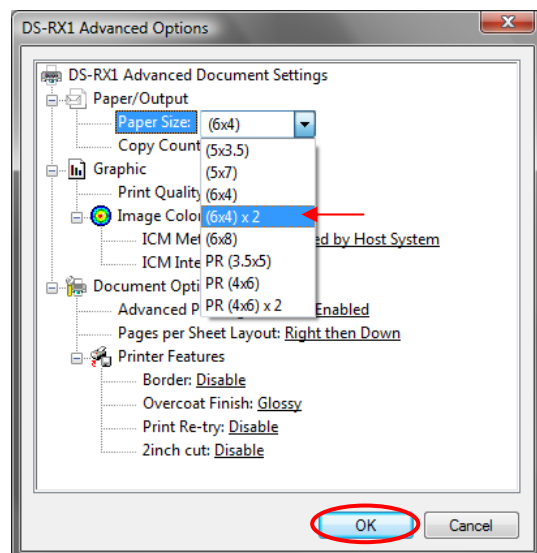 DS-RX1 Advanced Options
DS-RX1 Advanced Document Settings
Paper/Output
Paper Size: (6x4)
Copy Count
(5x3.5)
Graphic
(5x7)
Print Quality
(6x4)
Image Color
(6x4) x 2
ICM
(6x8)
ed by Host System
ICM
PR (3.5x5)
Document
PR (4x6)
Advanced
Enabled
PR (4x6) x 2
Pages per Sheet Layout: Right then Down
Printer Features
Border: Disable
Overcoat Finish: Glossy
Print Re-try: Disable
2inch cut: Disable
OK
Cancel